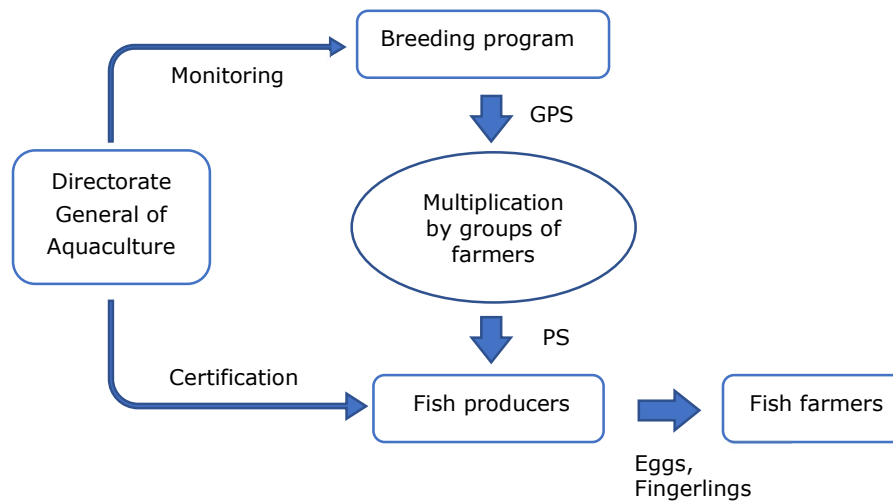 Breeding program
Monitoring
GPS
Directorate
General of
Aquaculture
Multiplication
by groups of
farmers
PS
Certification
Fish producers
Fish farmers
Eggs,
Fingerlings